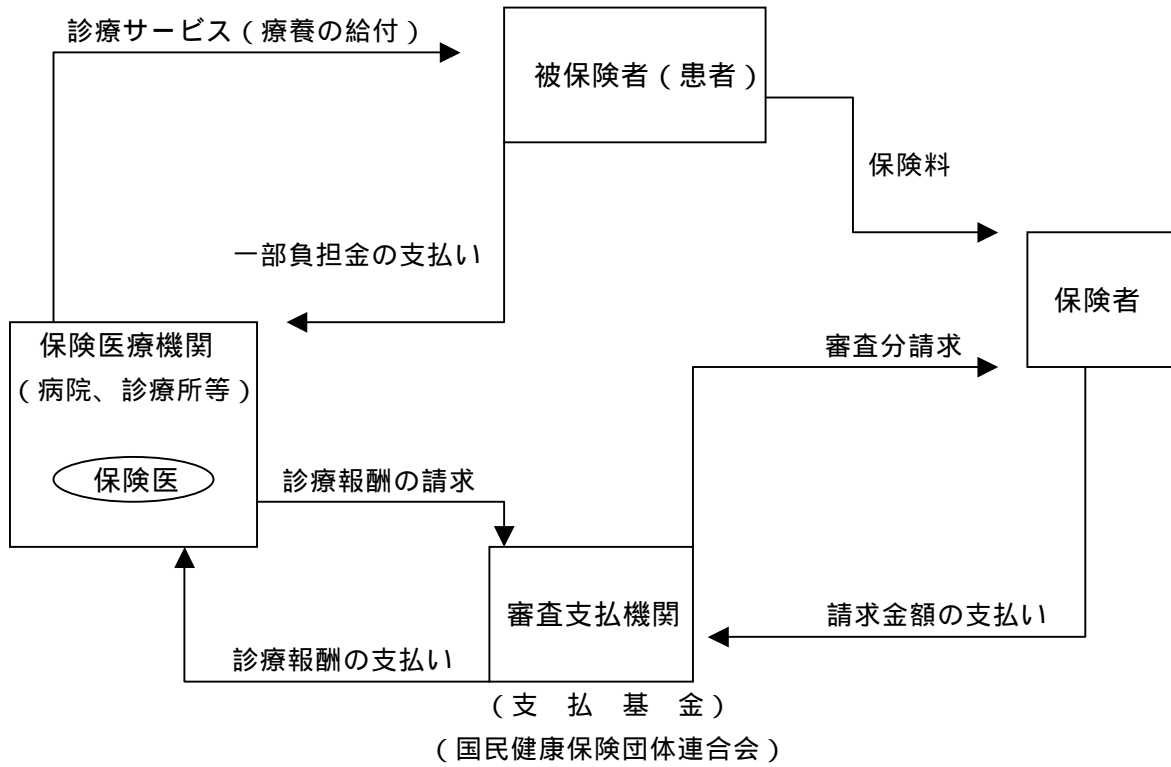 診療サービス（療養の給付）
被保険者（患者）
保険料
一部負担金の支払い
保険者
保険医療機関
（病院、診療所等）
審査分請求
保険医
診療報酬の請求
審査支払機関
請求金額の支払い
診療報酬の支払い
（支　払　基　金）
（国民健康保険団体連合会）